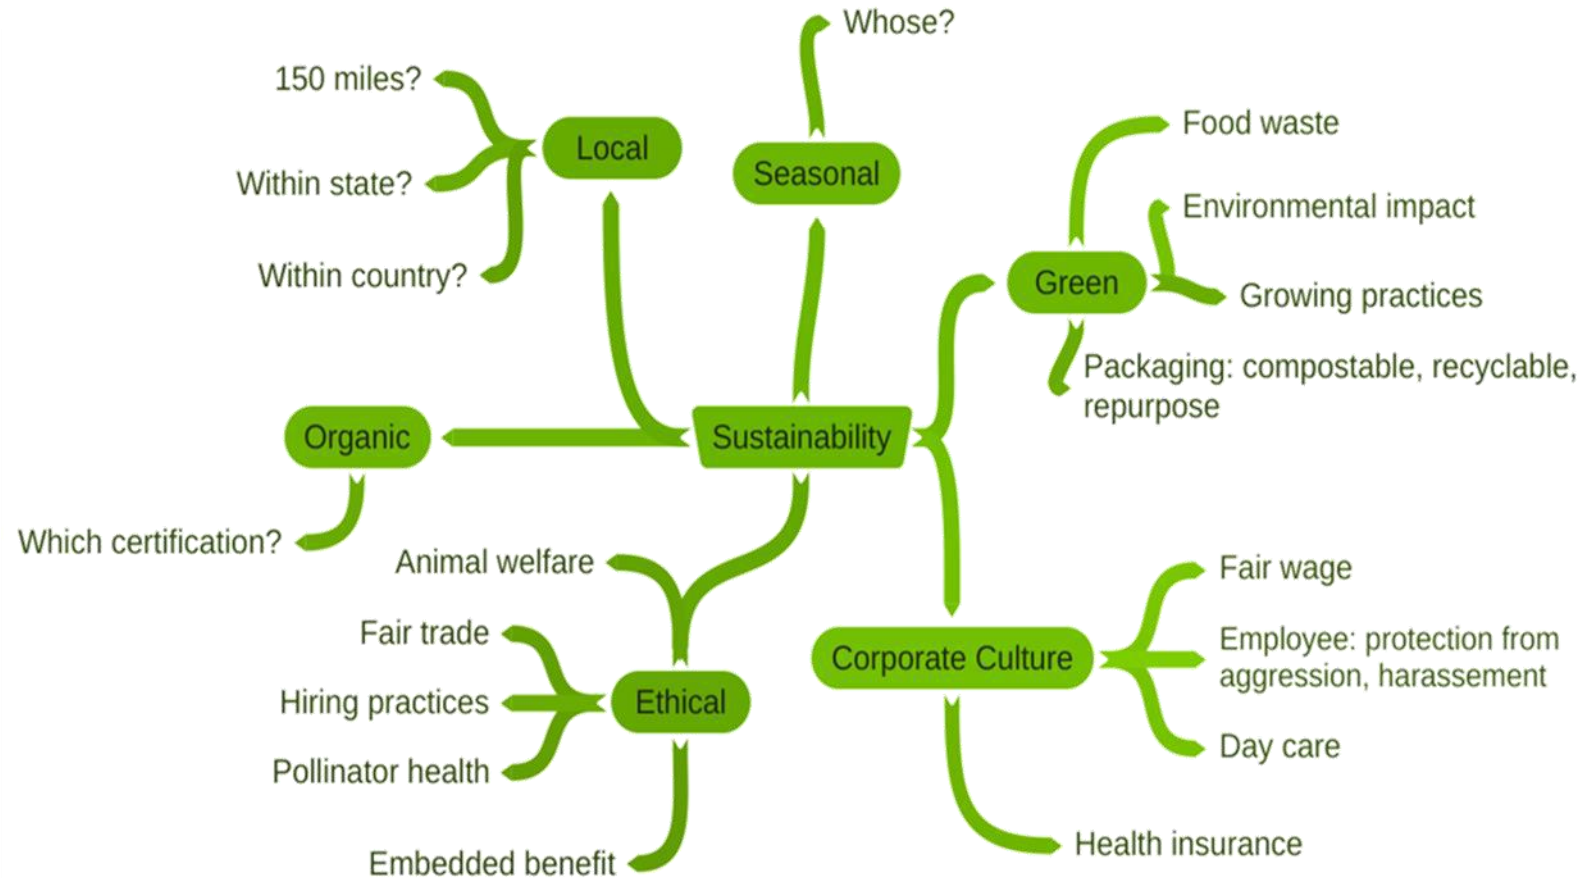 Whose?
150 miles?
Local
Within state?
Within country?
Seasonal
Food waste
Environmental impact
Green
Growing practices
Packaging: compostable, recyclable,
repurpose
Organic
Sustainability
Which certification?
Animal welfare
Fair trade
Hiring practices
Ethical
Pollinator health
Embedded benefit
Corporate Culture
Fair wage
Employee: protection from
aggression, harassement
Day care
Health insurance